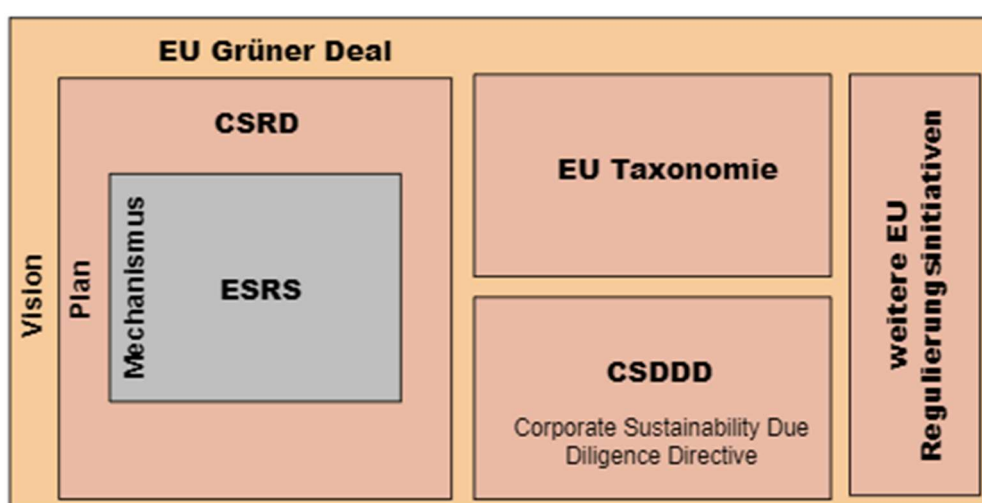 EU Grüner Deal
Vision
CSRD
Plan
Mechanismus
ESRS
EU Taxonomie
CSDDD
Corporate Sustainability Due
Diligence Directive
weitere EU
Regulierungsinitiativen